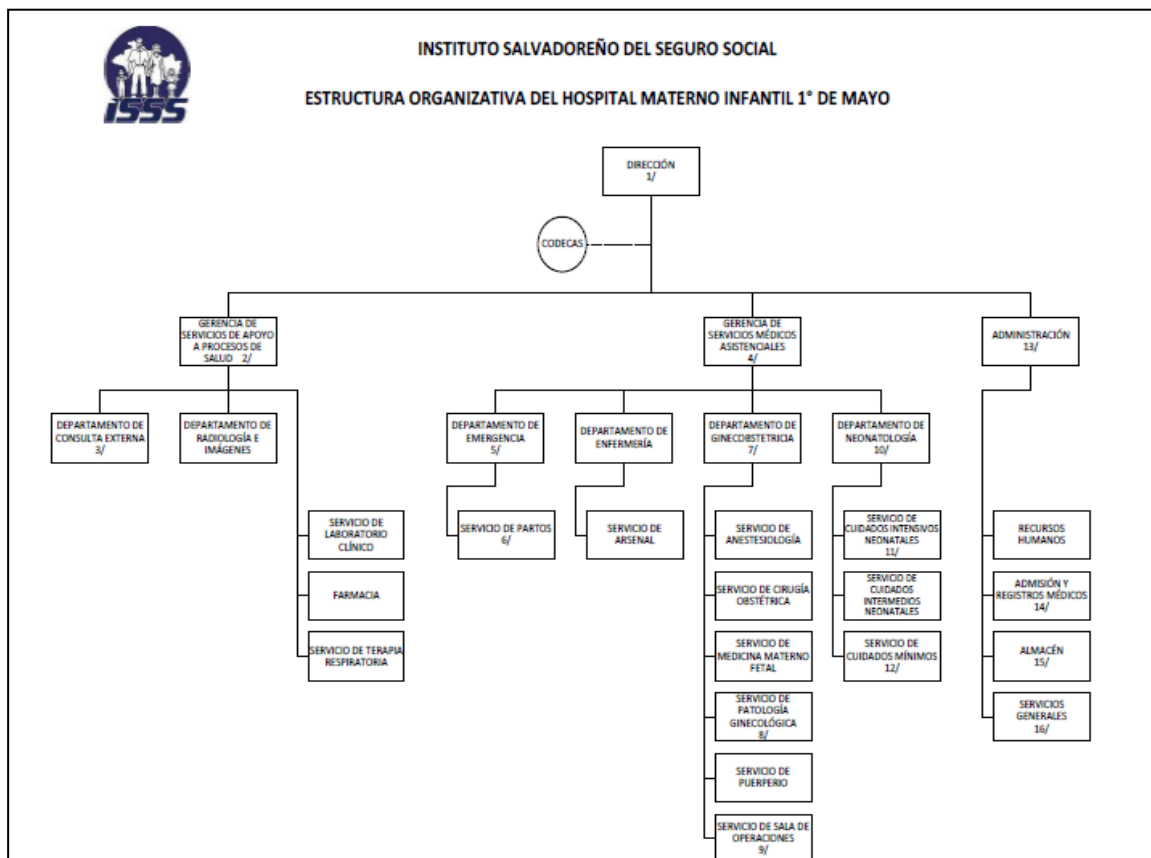 ISSS
INSTITUTO SALVADOREÑO DEL SEGURO SOCIAL
ESTRUCTURA ORGANIZATIVA DEL HOSPITAL MATERNO INFANTIL 1° DE MAYO
DIRECCIÓN
1/
CODECAS
GERENCIA DE
SERVICIOS DE APOYO
A PROCESOS DE
SALUD 2/
GERENCIA DE
SERVICIOS MÉDICOS
ASISTENCIALES
4/
ADMINISTRACIÓN
13/
DEPARTAMENTO DE
CONSULTA EXTERNA
3/
DEPARTAMENTO DE
RADIOLOGÍA E
IMÁGENES
DEPARTAMENTO DE
EMERGENCIA
5/
DEPARTAMENTO DE
ENFERMERÍA
DEPARTAMENTO DE
GINECOBSTETRICIA
7/
DEPARTAMENTO DE
NEONATOLOGÍA
10/
SERVICIO DE
LABORATORIO
CLÍNICO
FARMACIA
SERVICIO DE TERAPIA
RESPIRATORIA
SERVICIO DE PARTOS
6/
SERVICIO DE
ARSENAL
SERVICIO DE
ANESTESIOLOGÍA
SERVICIO DE CIRUGÍA
OBSTÉTRICA
SERVICIO DE
MEDICINA MATERNO
FETAL
SERVICIO DE
PATOLOGÍA
GINECOLÓGICA
8/
SERVICIO DE
PUERPERIO
SERVICIO DE SALA DE
OPERACIONES
9/
SERVICIO DE
CUIDADOS INTENSIVOS
NEONATALES
11/
SERVICIO DE
CUIDADOS
INTERMEDIOS
NEONATALES
SERVICIO DE
CUIDADOS MÍNIMOS
12/
RECURSOS
HUMANOS
ADMISIÓN Y
REGISTROS MÉDICOS
14/
ALMACÉN
15/
SERVICIOS
GENERALES
16/